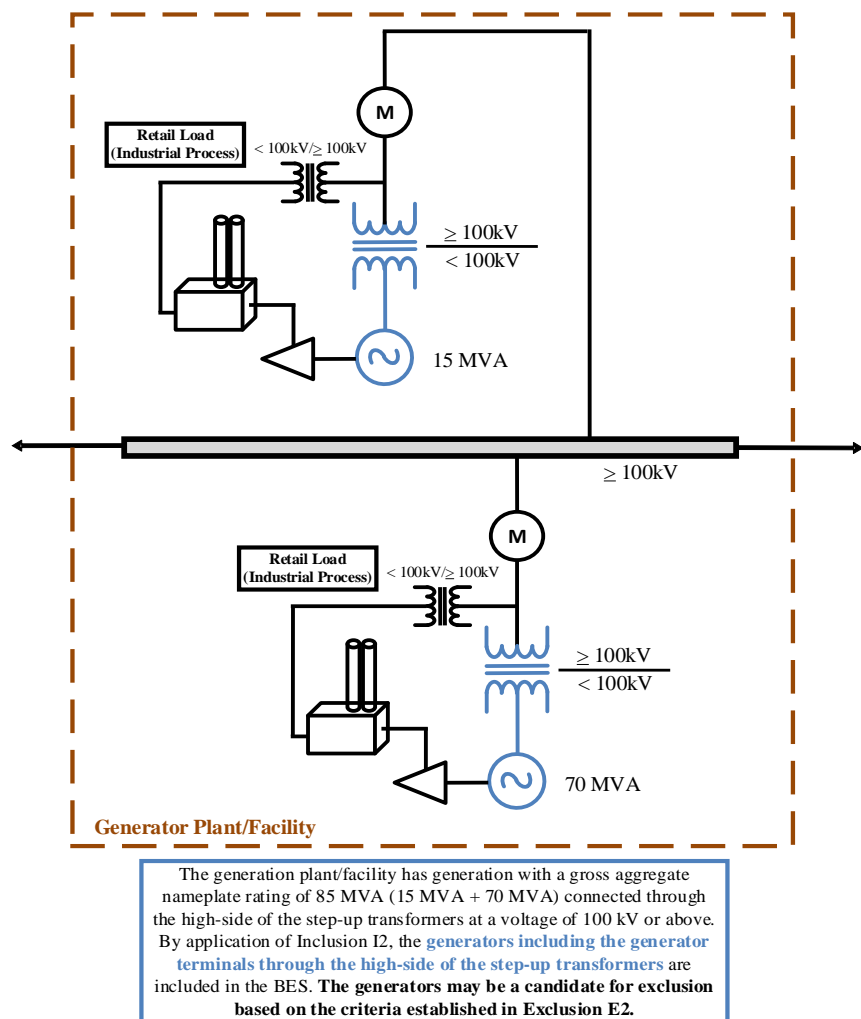 M
Retail Load
(Industrial Process)
< 100kV/≥ 100kV
≥ 100kV
< 100kV
15 MVA
≥ 100kV
M
Retail Load
(Industrial Process)
< 100kV/≥ 100kV
≥ 100kV
< 100kV
70 MVA
Generator Plant/Facility
The generation plant/facility has generation with a gross aggregate
nameplate rating of 85 MVA (15 MVA + 70 MVA) connected through
the high-side of the step-up transformers at a voltage of 100 kV or above.
By application of Inclusion I2, the generators including the generator
terminals through the high-side of the step-up transformers are
included in the BES. The generators may be a candidate for exclusion
based on the criteria established in Exclusion E2.